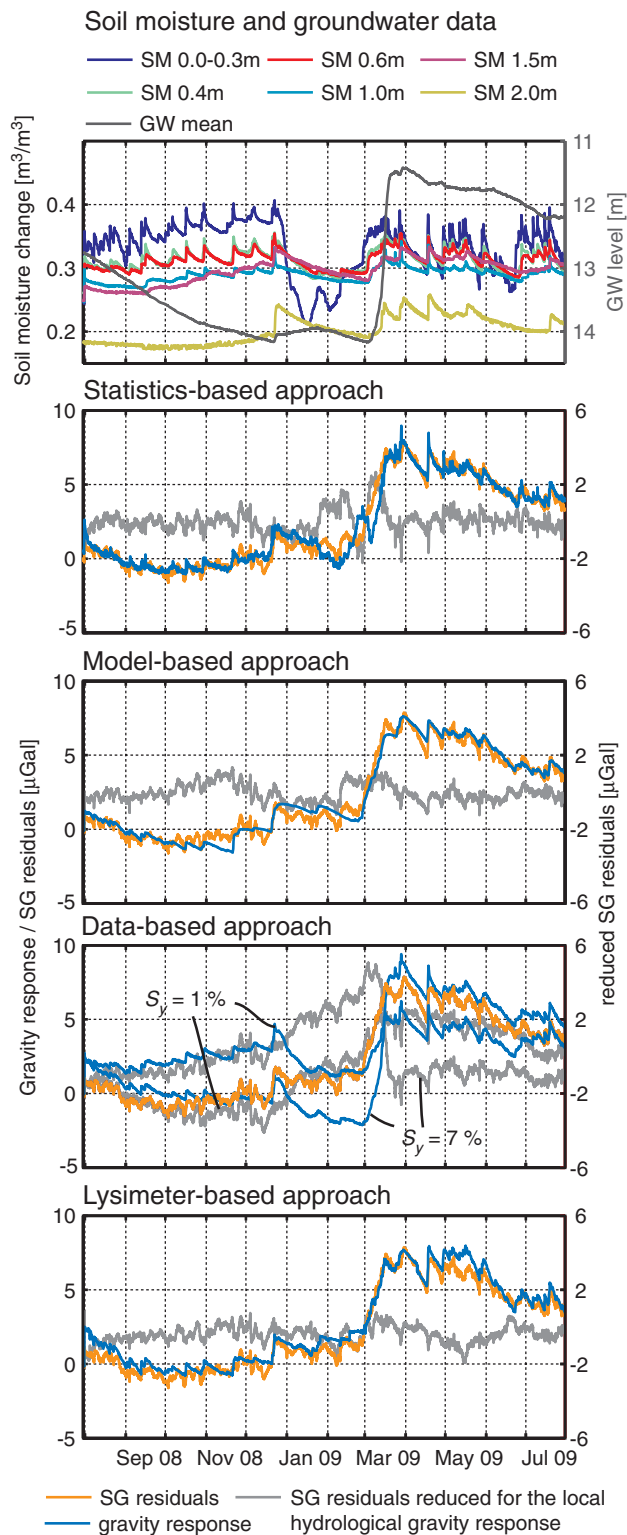 Soil moisture and groundwater data
SM 0.0-0.3m
SM 0.6m
SM 1.5m
SM 0.4m
SM 1.0m
SM 2.0m
GW mean
Soil moisture change [m³/m³]
0.4
0.3
0.2
11
12
13
14
GW level [m]
Statistics-based approach
10
5
0
-5
6
2
-2
-6
Model-based approach
10
5
0
-5
6
2
-2
-6
Gravity response / SG residuals [µGal]
reduced SG residuals [µGal]
Data-based approach
10
5
0
-5
6
2
-2
-6
Sy = 1 %
Sy = 7 %
Lysimeter-based approach
10
5
0
-5
6
2
-2
-6
Sep 08 Nov 08 Jan 09 Mar 09 May 09 Jul 09
SG residuals
gravity response
SG residuals reduced for the local
hydrological gravity response